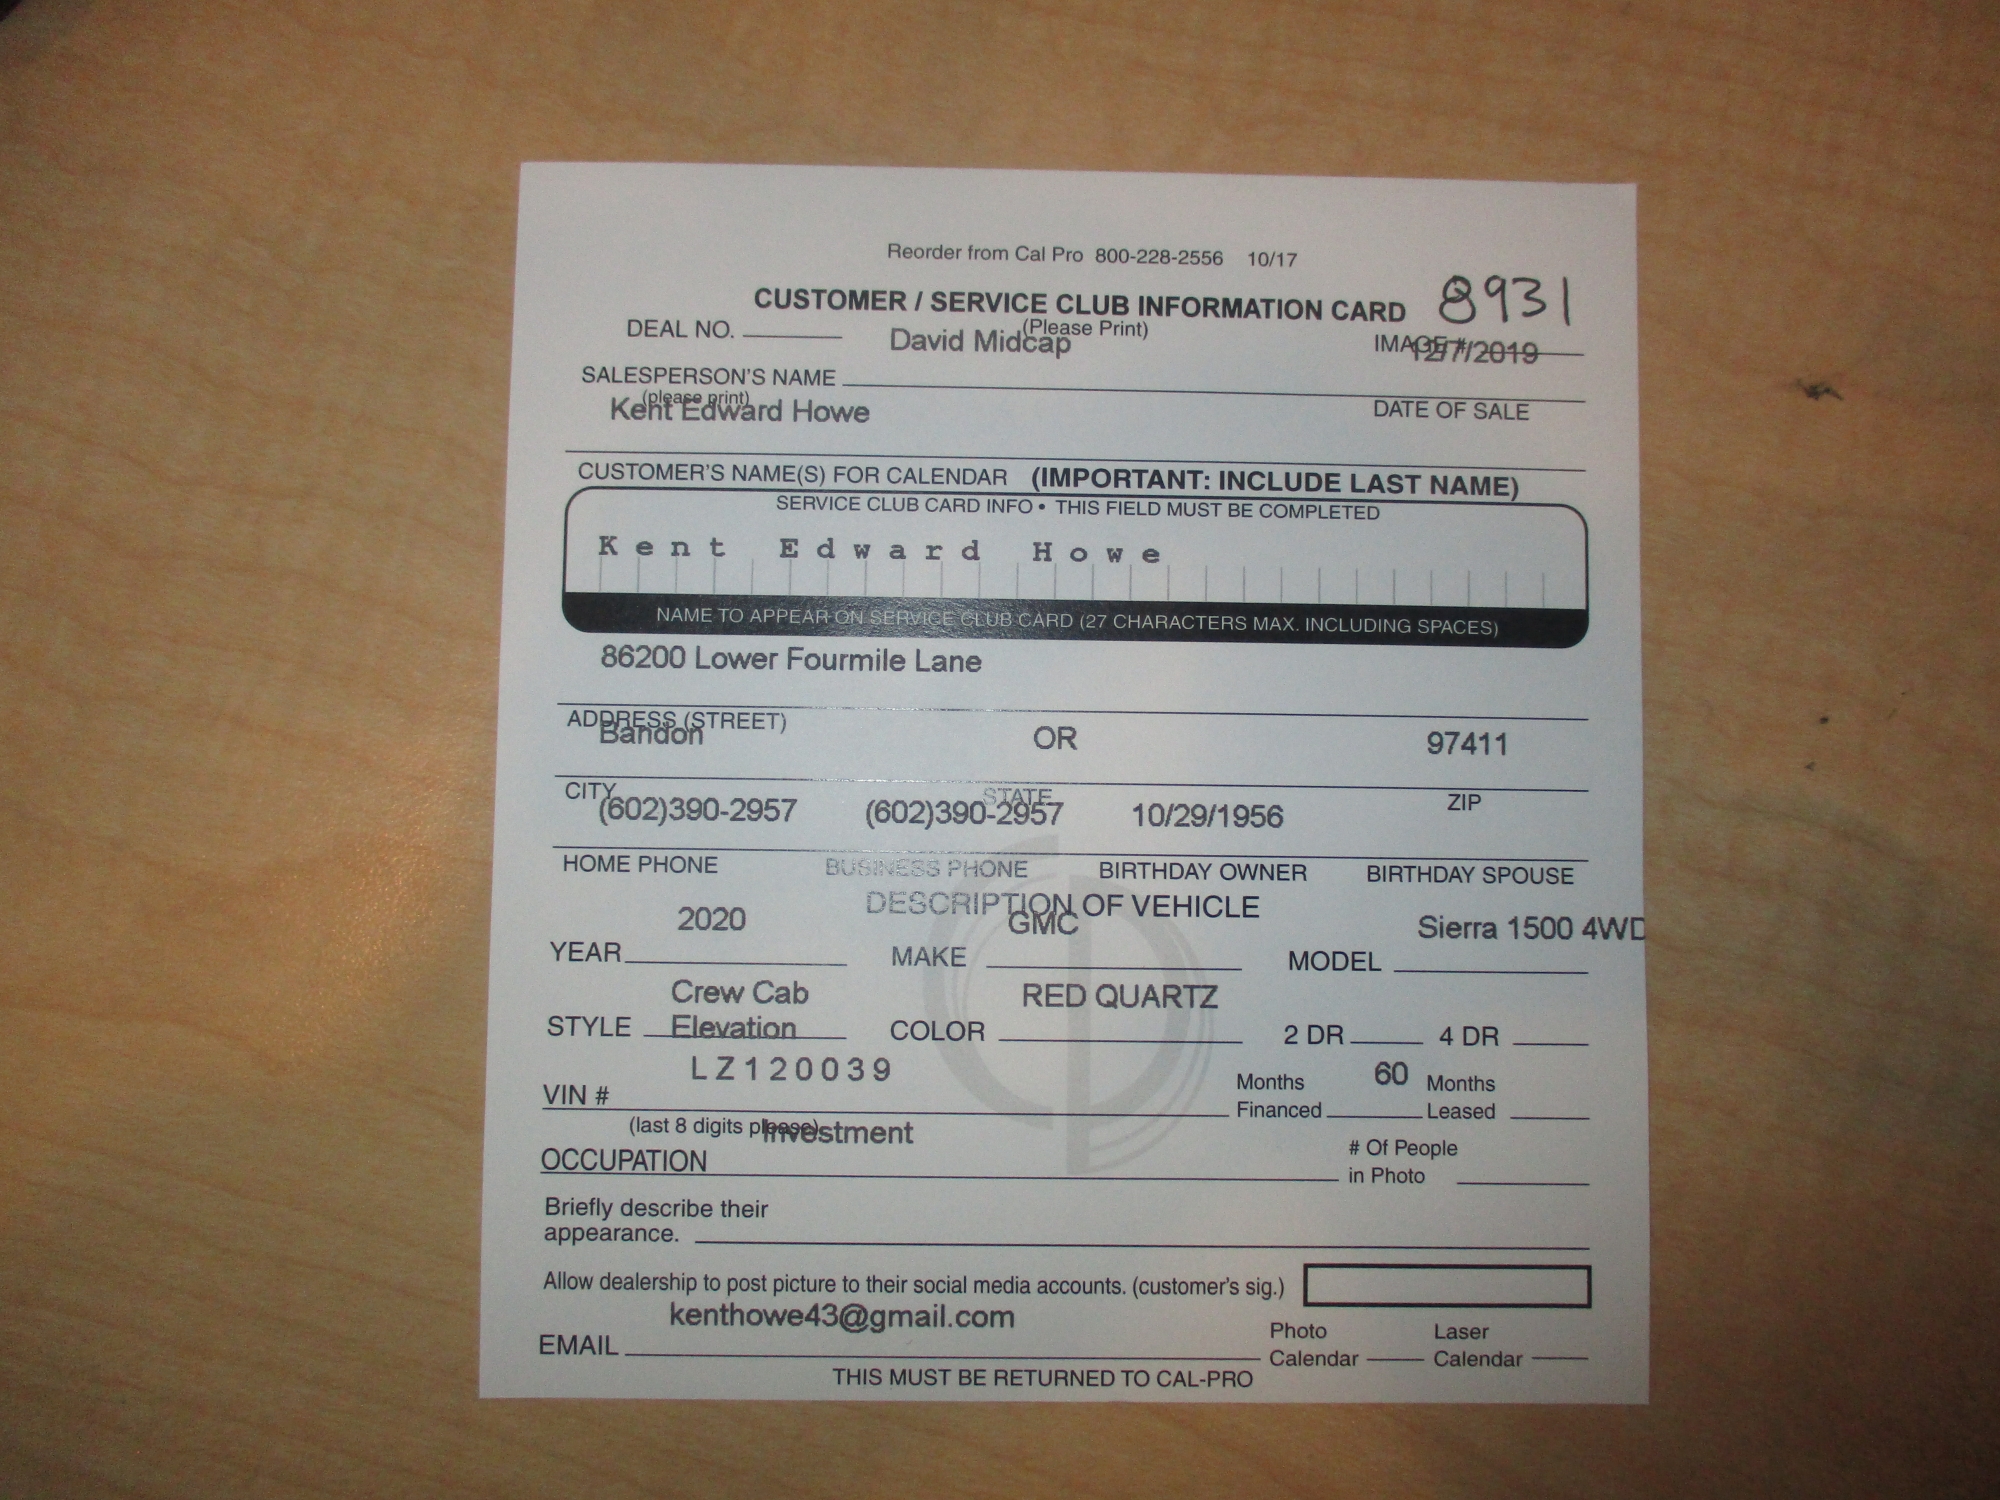 Reorder from Cal Pro 800-228-2556 10/17
CUSTOMER / SERVICE CLUB INFORMATION CARD 8931
(Please Print)
DEAL NO. David Midcap IMAGE # 12/7/2019
SALESPERSON'S NAME
(please print)
Kent Edward Howe DATE OF SALE
CUSTOMER'S NAME(S) FOR CALENDAR (IMPORTANT: INCLUDE LAST NAME)
SERVICE CLUB CARD INFO • THIS FIELD MUST BE COMPLETED
Kent Edward Howe
NAME TO APPEAR ON SERVICE CLUB CARD (27 CHARACTERS MAX. INCLUDING SPACES)
86200 Lower Fourmile Lane
ADDRESS (STREET)
Bandon OR 97411
CITY STATE ZIP
(602)390-2957 (602)390-2957 10/29/1956
HOME PHONE BUSINESS PHONE BIRTHDAY OWNER BIRTHDAY SPOUSE
DESCRIPTION OF VEHICLE
2020 GMC Sierra 1500 4WD
YEAR MAKE MODEL
Crew Cab RED QUARTZ
STYLE Elevation COLOR 2 DR 4 DR
LZ120039 Months 60 Months
VIN # Financed Leased
(last 8 digits please) Investment
OCCUPATION # Of People
in Photo
Briefly describe their
appearance.
Allow dealership to post picture to their social media accounts. (customer's sig.)
kenthowe43@gmail.com
EMAIL Photo Calendar Laser Calendar
THIS MUST BE RETURNED TO CAL-PRO